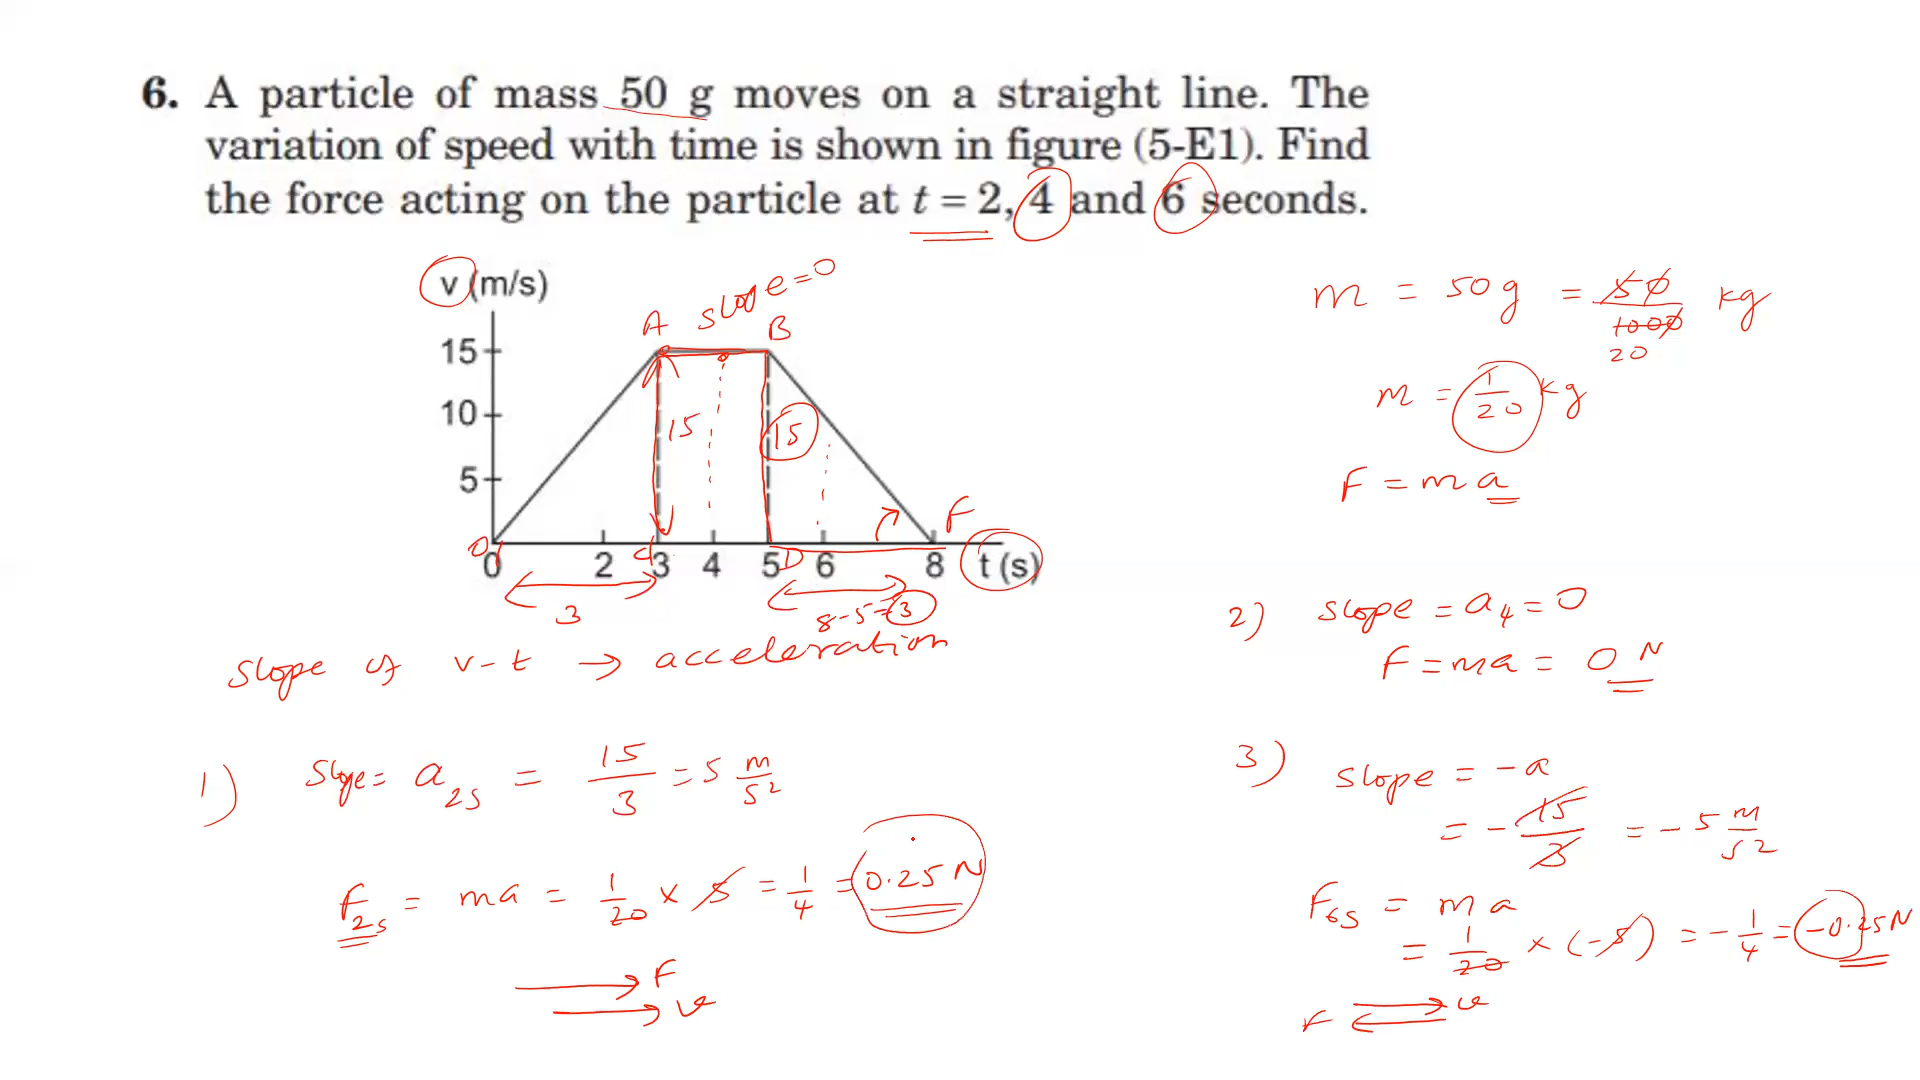 6. A particle of mass 50 g moves on a straight line. The
variation of speed with time is shown in figure (5-E1). Find
the force acting on the particle at t = 2, 4 and 6 seconds.
v (m/s)
15
10
5
0
2
3
4
5
6
8
t (s)
A
slope = 0
B
15
15
O
C
D
F
3
8-5=3
m = 50 g = 50/1000 kg
20
m = 1/20 kg
F = ma
slope of v-t → acceleration
1) Slope = a2s = 15/3 = 5 m/s²
F2s = ma = 1/20 × 5 = 1/4 = 0.25 N
F
v
2) slope = a4 = 0
F = ma = 0 N
3) slope = -a
= - 15/3 = -5 m/s²
F6s = ma
= 1/20 × (-5) = - 1/4 = -0.25 N
F
v